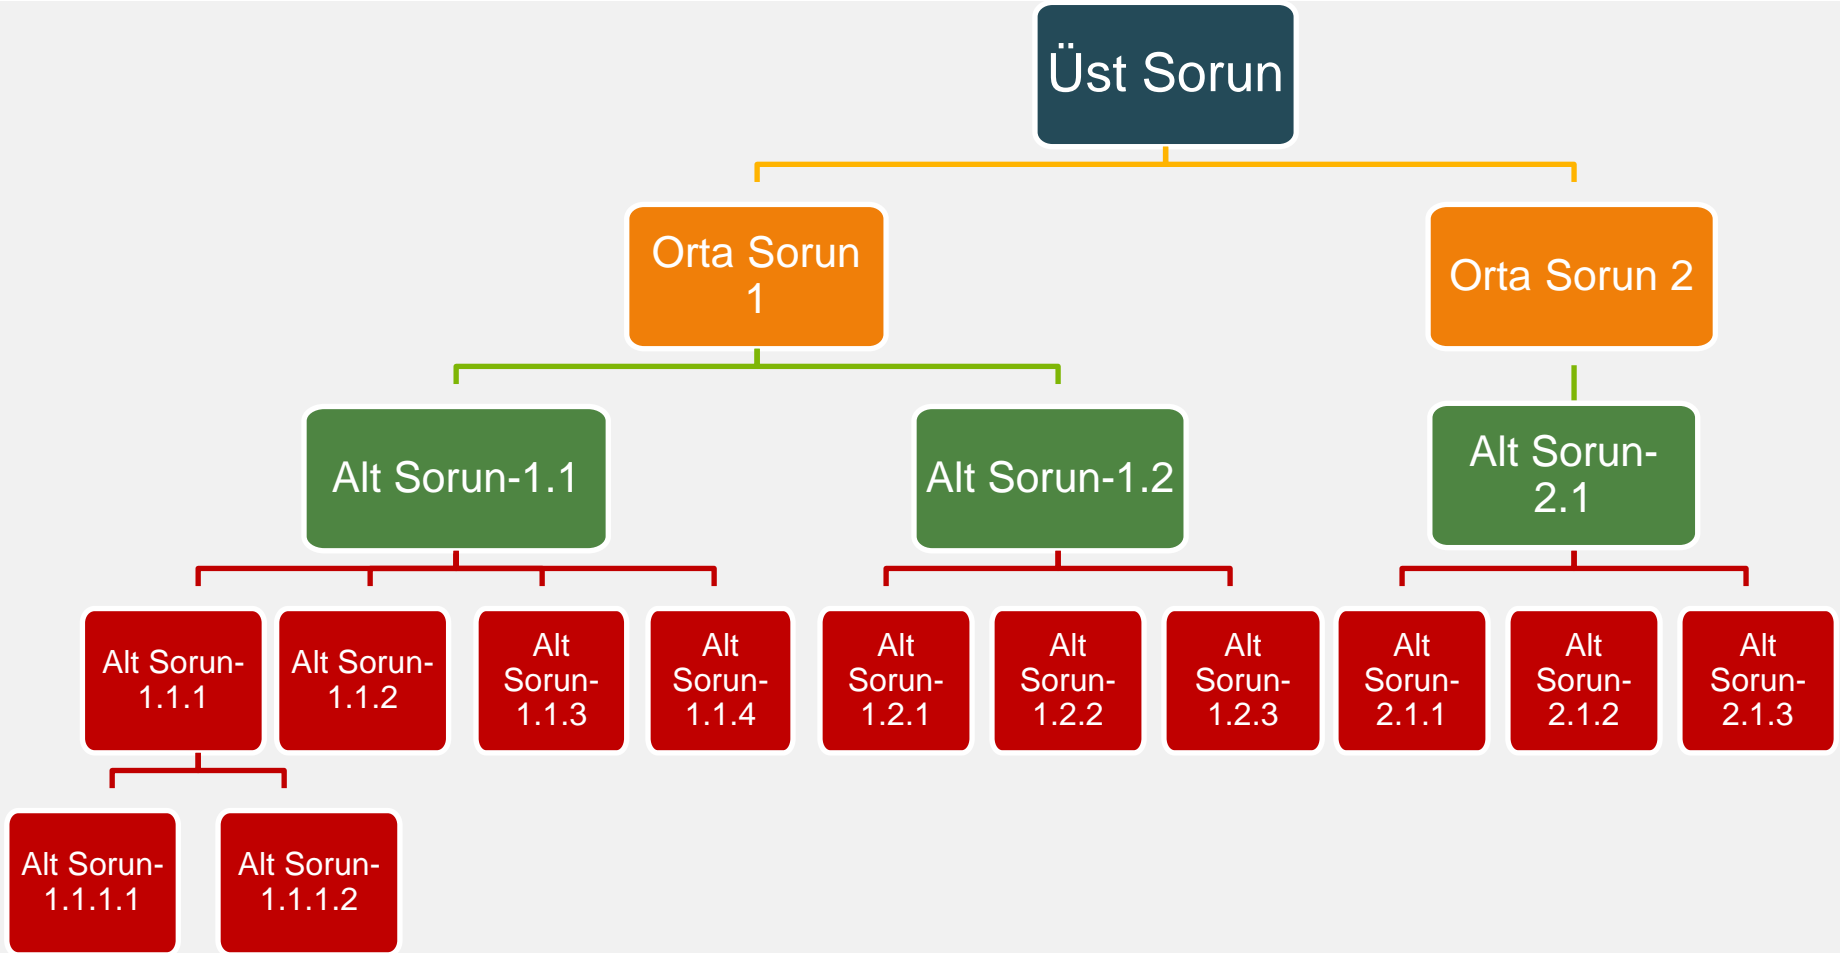 Üst Sorun
Orta Sorun
1
Orta Sorun 2
Alt Sorun-1.1
Alt Sorun-1.2
Alt Sorun-
2.1
Alt Sorun-
1.1.1
Alt Sorun-
1.1.2
Alt
Sorun-
1.1.3
Alt
Sorun-
1.1.4
Alt
Sorun-
1.2.1
Alt
Sorun-
1.2.2
Alt
Sorun-
1.2.3
Alt
Sorun-
2.1.1
Alt
Sorun-
2.1.2
Alt
Sorun-
2.1.3
Alt Sorun-
1.1.1.1
Alt Sorun-
1.1.1.2